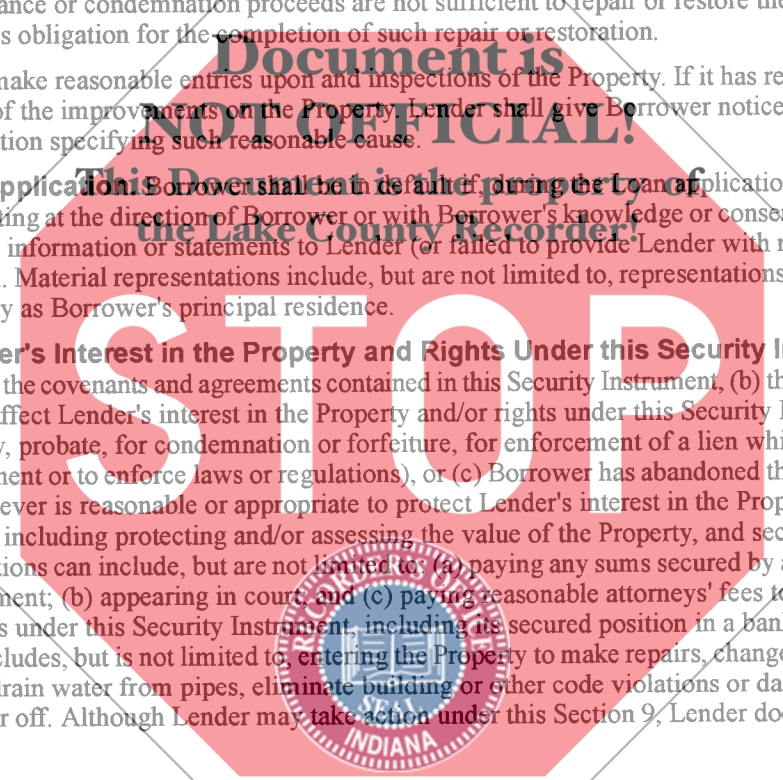 ance or condemnation proceeds are not sufficient to repair or restore the
s obligation for the completion of such repair or restoration.
Document is
make reasonable entries upon and inspections of the Property. If it has re
of the improvements on the Property, Lender shall give Borrower notice
NOT OFFICIAL!
tion specifying such reasonable cause.
pplication. Borrower shall be in default if, during the Loan applicatio
This Document is the property of
ting at the direction of Borrower or with Borrower's knowledge or conse
the Lake County Recorder!
information or statements to Lender (or failed to provide Lender with
. Material representations include, but are not limited to, representations
y as Borrower's principal residence.
STOP
er's Interest in the Property and Rights Under this Security I
the covenants and agreements contained in this Security Instrument, (b) th
ffect Lender's interest in the Property and/or rights under this Security
y, probate, for condemnation or forfeiture, for enforcement of a lien whi
ment or to enforce laws or regulations), or (c) Borrower has abandoned th
ever is reasonable or appropriate to protect Lender's interest in the Prop
including protecting and/or assessing the value of the Property, and sec
tions can include, but are not limited to: (a) paying any sums secured by a
ment; (b) appearing in court; and (c) paying reasonable attorneys' fees to
s under this Security Instrument, including its secured position in a ban
cludes, but is not limited to, entering the Property to make repairs, change
drain water from pipes, eliminate building or other code violations or da
r off. Although Lender may take action under this Section 9, Lender do
RECORDER'S OFFICE
SEAL
INDIANA